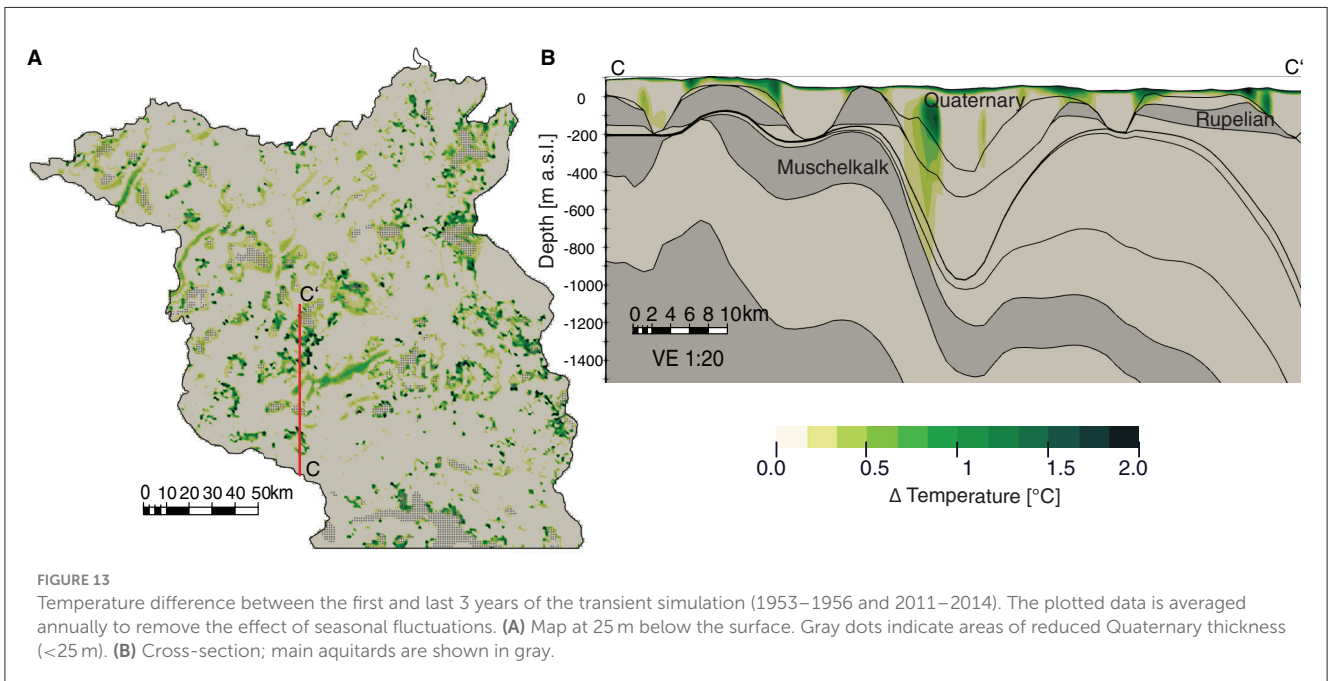 A
B
C
C'
0
-200
-400
-600
-800
-1000
-1200
-1400
Depth [m a.s.l.]
Quaternary
Rupelian
Muschelkalk
0 2 4 6 8 10km
VE 1:20
C'
C
0 10 20 30 40 50km
0.0 0.5 1 1.5 2.0
Δ Temperature [°C]
FIGURE 13
Temperature difference between the first and last 3 years of the transient simulation (1953–1956 and 2011–2014). The plotted data is averaged
annually to remove the effect of seasonal fluctuations. (A) Map at 25 m below the surface. Gray dots indicate areas of reduced Quaternary thickness
(<25 m). (B) Cross-section; main aquitards are shown in gray.